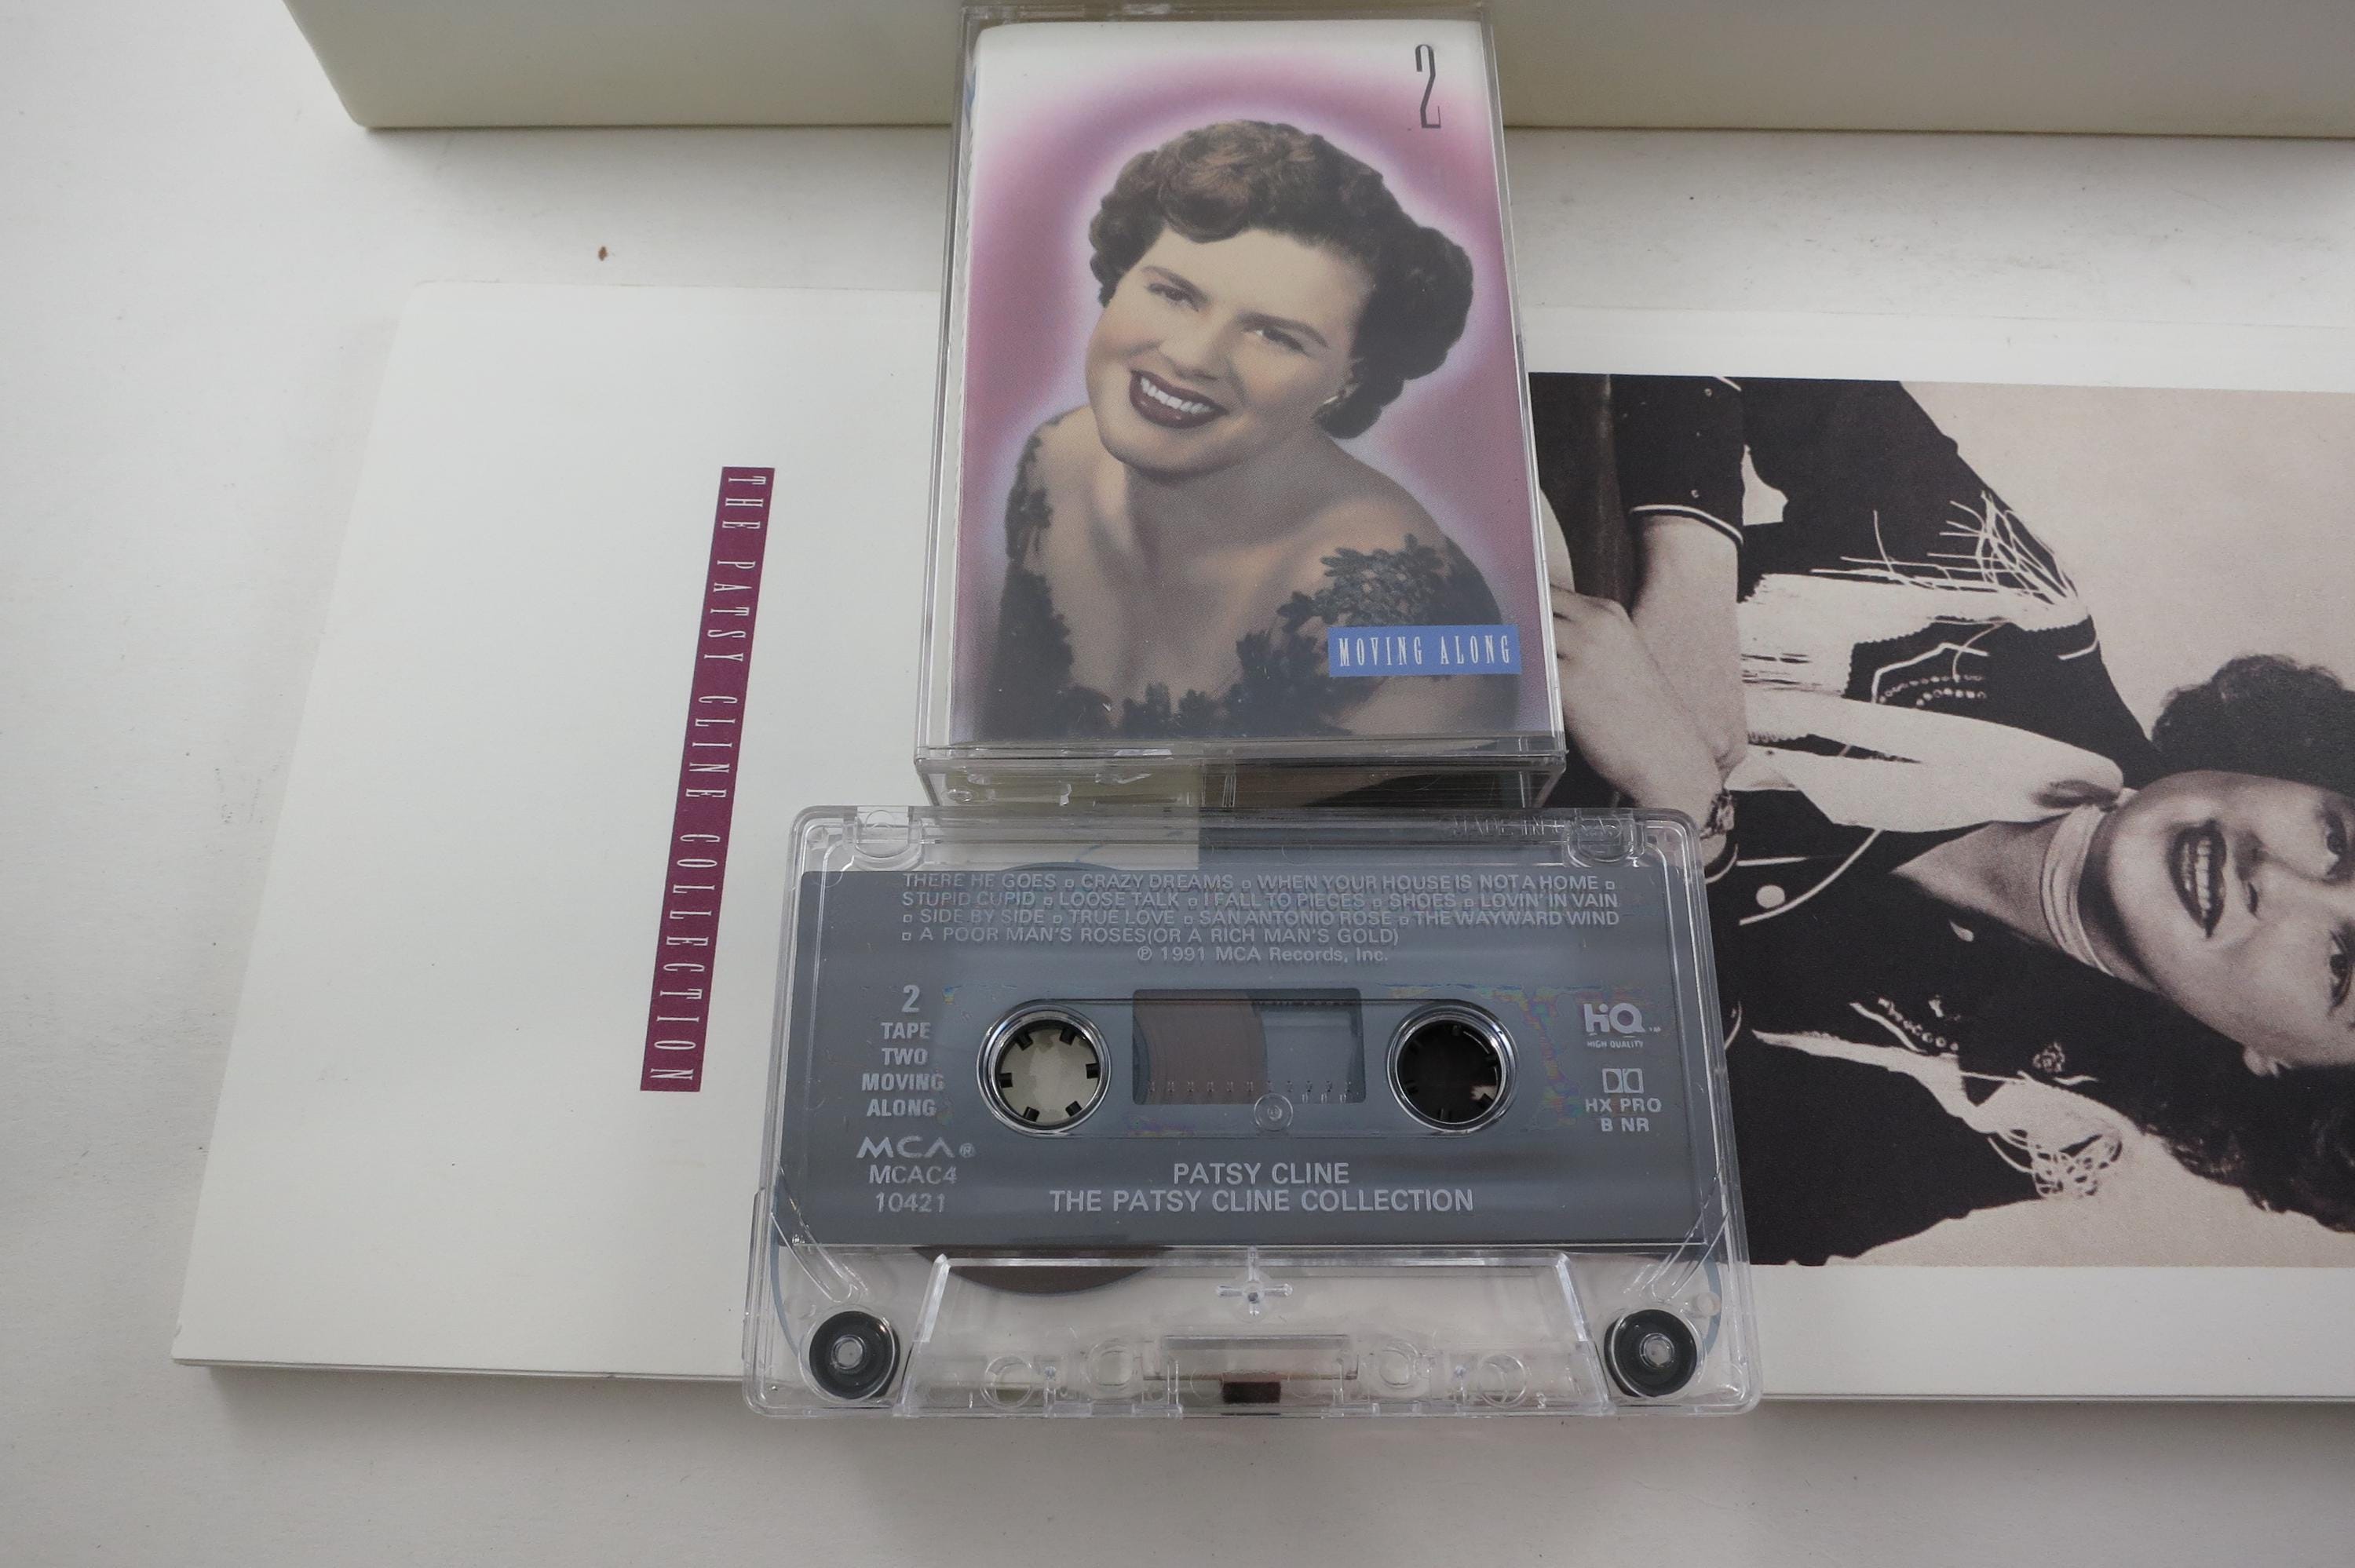 2
MOVING ALONG
THE PATSY CLINE COLLECTION
THERE HE GOES ▫ CRAZY DREAMS ▫ WHEN YOUR HOUSE IS NOT A HOME ▫
STUPID CUPID ▫ LOOSE TALK ▫ I FALL TO PIECES ▫ SHOES ▫ LOVIN' IN VAIN
▫ SIDE BY SIDE ▫ TRUE LOVE ▫ SAN ANTONIO ROSE ▫ THE WAYWARD WIND
▫ A POOR MAN'S ROSES(OR A RICH MAN'S GOLD)
℗ 1991 MCA Records, Inc.
2
TAPE
TWO
MOVING
ALONG
MCA®
MCAC4
10421
HiQ™
HIGH QUALITY
HX PRO
B NR
PATSY CLINE
THE PATSY CLINE COLLECTION